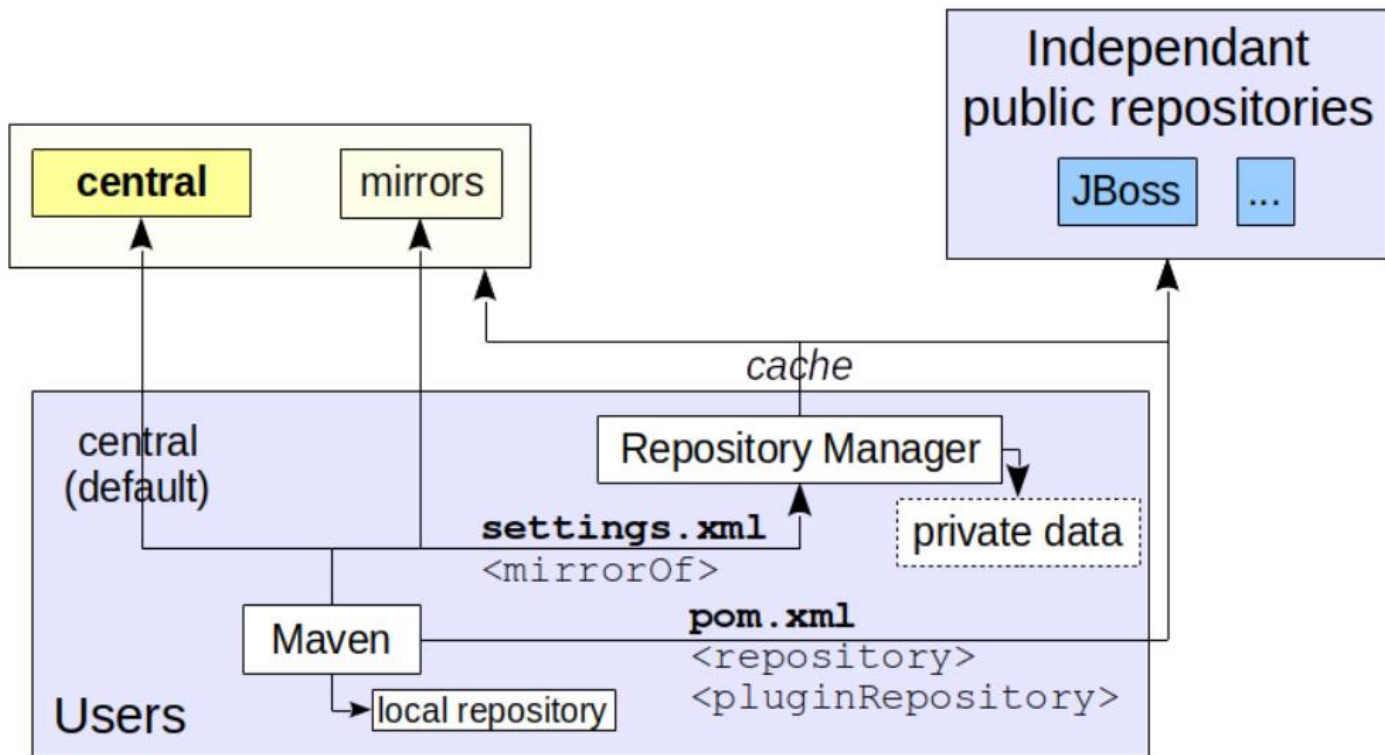 Independant
public repositories
JBoss
...
central
mirrors
cache
central
(default)
Repository Manager
private data
settings.xml
<mirrorOf>
Maven
pom.xml
<repository>
<pluginRepository>
local repository
Users